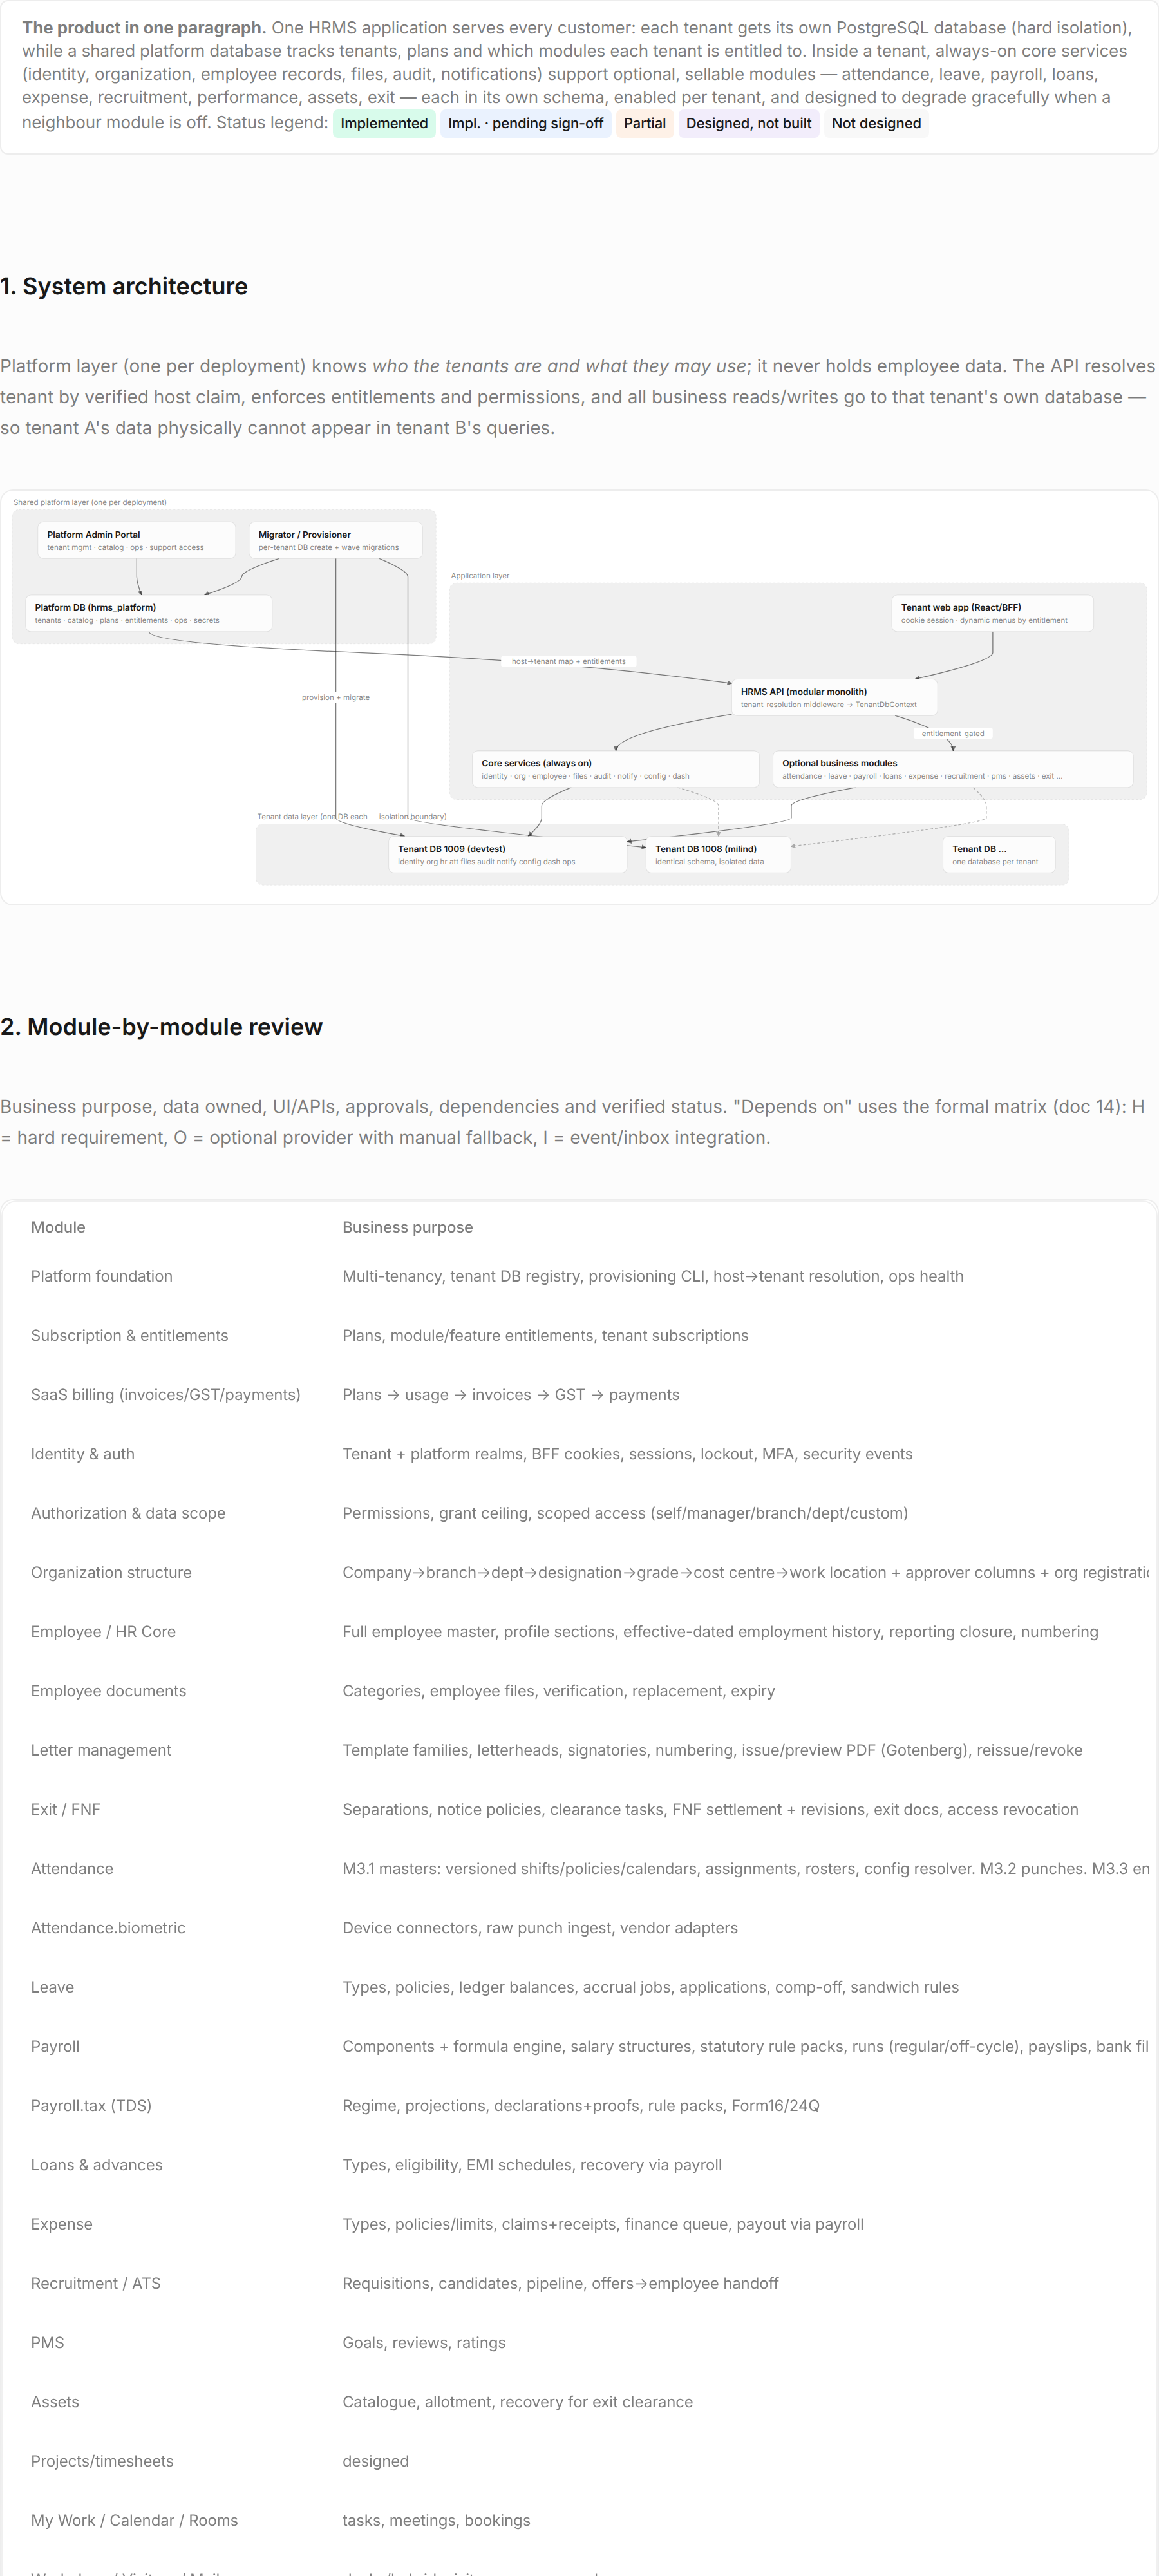 The product in one paragraph. One HRMS application serves every customer: each tenant gets its own PostgreSQL database (hard isolation),
while a shared platform database tracks tenants, plans and which modules each tenant is entitled to. Inside a tenant, always-on core services
(identity, organization, employee records, files, audit, notifications) support optional, sellable modules — attendance, leave, payroll, loans,
expense, recruitment, performance, assets, exit — each in its own schema, enabled per tenant, and designed to degrade gracefully when a
neighbour module is off. Status legend: Implemented Impl. · pending sign-off Partial Designed, not built Not designed
1. System architecture
Platform layer (one per deployment) knows who the tenants are and what they may use; it never holds employee data. The API resolves
tenant by verified host claim, enforces entitlements and permissions, and all business reads/writes go to that tenant's own database —
so tenant A's data physically cannot appear in tenant B's queries.
Shared platform layer (one per deployment)
Platform Admin Portal
tenant mgmt · catalog · ops · support access
Migrator / Provisioner
per-tenant DB create + wave migrations
Platform DB (hrms_platform)
tenants · catalog · plans · entitlements · ops · secrets
Application layer
Tenant web app (React/BFF)
cookie session · dynamic menus by entitlement
host→tenant map + entitlements
HRMS API (modular monolith)
tenant-resolution middleware → TenantDbContext
provision + migrate
entitlement-gated
Core services (always on)
identity · org · employee · files · audit · notify · config · dash
Optional business modules
attendance · leave · payroll · loans · expense · recruitment · pms · assets · exit ...
Tenant data layer (one DB each — isolation boundary)
Tenant DB 1009 (devtest)
identity org hr att files audit notify config dash ops
Tenant DB 1008 (milind)
identical schema, isolated data
Tenant DB ...
one database per tenant
2. Module-by-module review
Business purpose, data owned, UI/APIs, approvals, dependencies and verified status. "Depends on" uses the formal matrix (doc 14): H
= hard requirement, O = optional provider with manual fallback, I = event/inbox integration.
Module Business purpose
Platform foundation Multi-tenancy, tenant DB registry, provisioning CLI, host→tenant resolution, ops health
Subscription & entitlements Plans, module/feature entitlements, tenant subscriptions
SaaS billing (invoices/GST/payments) Plans → usage → invoices → GST → payments
Identity & auth Tenant + platform realms, BFF cookies, sessions, lockout, MFA, security events
Authorization & data scope Permissions, grant ceiling, scoped access (self/manager/branch/dept/custom)
Organization structure Company→branch→dept→designation→grade→cost centre→work location + approver columns + org
Employee / HR Core Full employee master, profile sections, effective-dated employment history, reporting closure, numbering
Employee documents Categories, employee files, verification, replacement, expiry
Letter management Template families, letterheads, signatories, numbering, issue/preview PDF (Gotenberg), reissue/revoke
Exit / FNF Separations, notice policies, clearance tasks, FNF settlement + revisions, exit docs, access revocation
Attendance M3.1 masters: versioned shifts/policies/calendars, assignments, rosters, config resolver. M3.2 punches. M3.3
Attendance.biometric Device connectors, raw punch ingest, vendor adapters
Leave Types, policies, ledger balances, accrual jobs, applications, comp-off, sandwich rules
Payroll Components + formula engine, salary structures, statutory rule packs, runs (regular/off-cycle), payslips, bank
Payroll.tax (TDS) Regime, projections, declarations+proofs, rule packs, Form16/24Q
Loans & advances Types, eligibility, EMI schedules, recovery via payroll
Expense Types, policies/limits, claims+receipts, finance queue, payout via payroll
Recruitment / ATS Requisitions, candidates, pipeline, offers→employee handoff
PMS Goals, reviews, ratings
Assets Catalogue, allotment, recovery for exit clearance
Projects/timesheets designed
My Work / Calendar / Rooms tasks, meetings, bookings